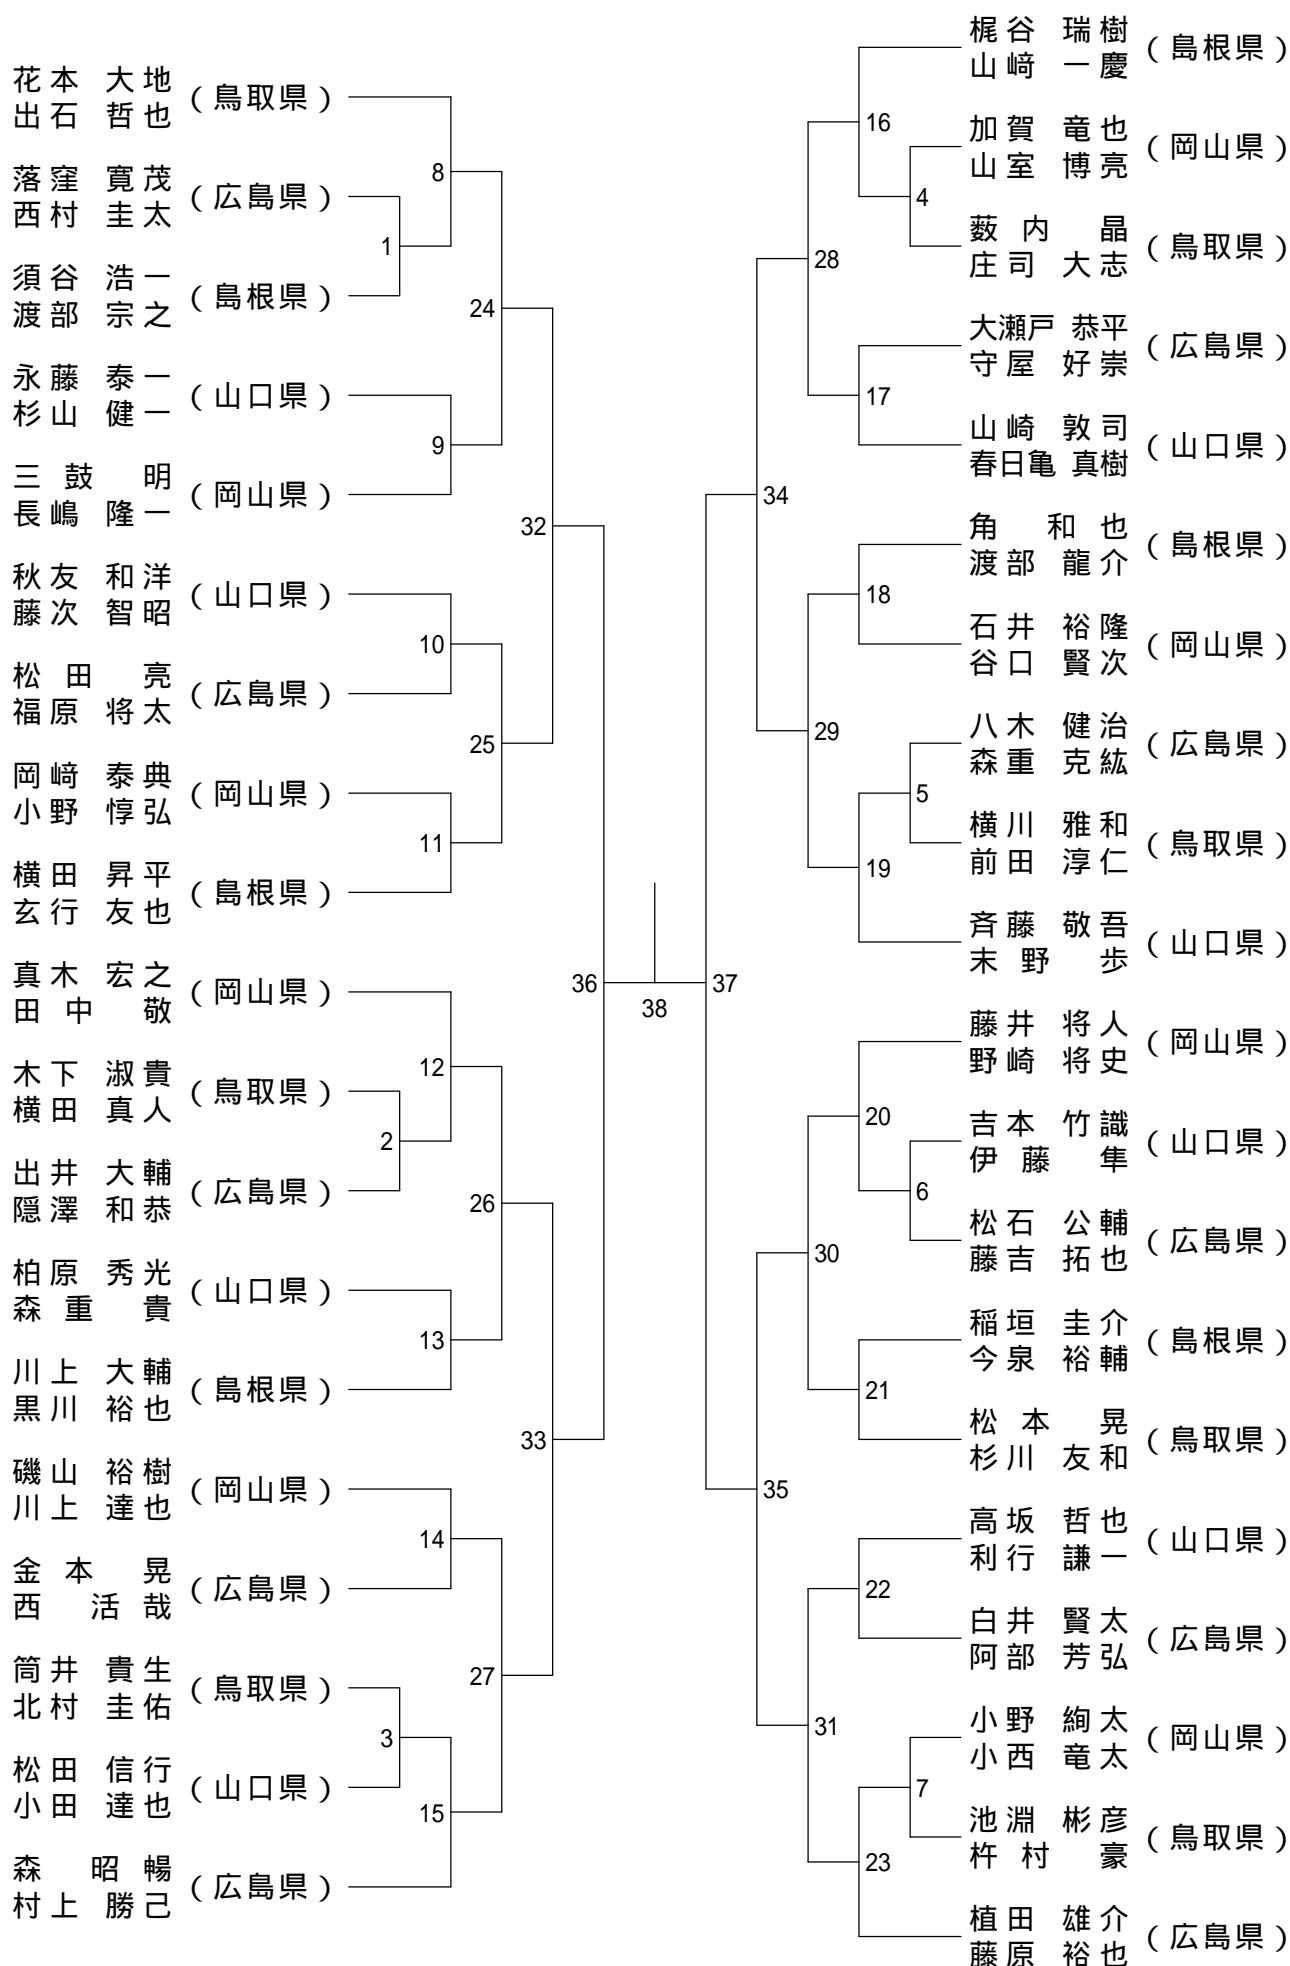 花本 大地
出石 哲也
(鳥取県)
落窪 寛茂
西村 圭太
(広島県)
須谷 浩一
渡部 宗之
(島根県)
永藤 泰一
杉山 健一
(山口県)
三鼓 明
長嶋 隆一
(岡山県)
秋友 和洋
藤次 智昭
(山口県)
松田 亮
福原 将太
(広島県)
岡﨑 泰典
小野 惇弘
(岡山県)
横田 昇平
玄行 友也
(島根県)
真木 宏之
田中 敬
(岡山県)
木下 淑貴
横田 真人
(鳥取県)
出井 大輔
隠澤 和恭
(広島県)
柏原 秀光
森重 貴
(山口県)
川上 大輔
黒川 裕也
(島根県)
磯山 裕樹
川上 達也
(岡山県)
金本 晃
西 活哉
(広島県)
筒井 貴生
北村 圭佑
(鳥取県)
松田 信行
小田 達也
(山口県)
森 昭暢
村上 勝己
(広島県)
1
2
3
8
9
10
11
12
13
14
15
24
25
26
27
32
33
36
38
37
34
35
28
29
30
31
16
17
18
19
20
21
22
23
4
5
6
7
梶谷 瑞樹
山﨑 一慶
(島根県)
加賀 竜也
山室 博亮
(岡山県)
薮内 晶
庄司 大志
(鳥取県)
大瀬戸 恭平
守屋 好崇
(広島県)
山崎 敦司
春日亀 真樹
(山口県)
角 和也
渡部 龍介
(島根県)
石井 裕隆
谷口 賢次
(岡山県)
八木 健治
森重 克紘
(広島県)
横川 雅和
前田 淳仁
(鳥取県)
斉藤 敬吾
末野 歩
(山口県)
藤井 将人
野崎 将史
(岡山県)
吉本 竹識
伊藤 隼
(山口県)
松石 公輔
藤吉 拓也
(広島県)
稲垣 圭介
今泉 裕輔
(島根県)
松本 晃
杉川 友和
(鳥取県)
高坂 哲也
利行 謙一
(山口県)
白井 賢太
阿部 芳弘
(広島県)
小野 絢太
小西 竜太
(岡山県)
池淵 彬彦
杵村 豪
(鳥取県)
植田 雄介
藤原 裕也
(広島県)